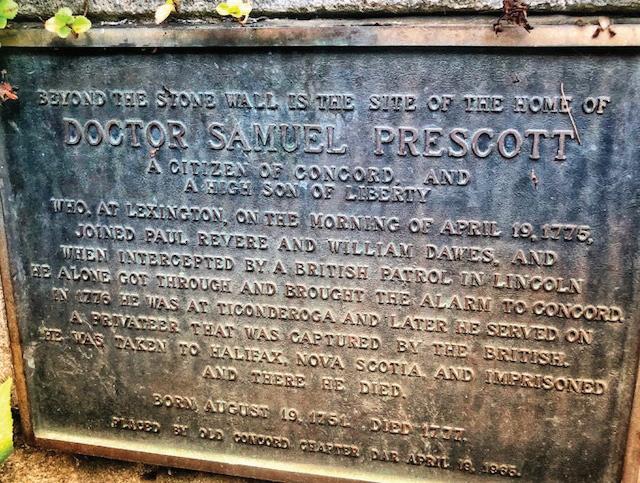 BEYOND THE STONE WALL IS THE SITE OF THE HOME OF
DOCTOR SAMUEL PRESCOTT
A CITIZEN OF CONCORD, AND
A HIGH SON OF LIBERTY
WHO, AT LEXINGTON, ON THE MORNING OF APRIL 19, 1775,
JOINED PAUL REVERE AND WILLIAM DAWES, AND
WHEN INTERCEPTED BY A BRITISH PATROL IN LINCOLN
HE ALONE GOT THROUGH AND BROUGHT THE ALARM TO CONCORD.
IN 1776 HE WAS AT TICONDEROGA AND LATER HE SERVED ON
A PRIVATEER THAT WAS CAPTURED BY THE BRITISH.
HE WAS TAKEN TO HALIFAX, NOVA SCOTIA AND IMPRISONED
AND THERE HE DIED.
BORN, AUGUST 19, 1751. DIED 1777.
PLACED BY OLD CONCORD CHAPTER DAR APRIL 19, 1965.